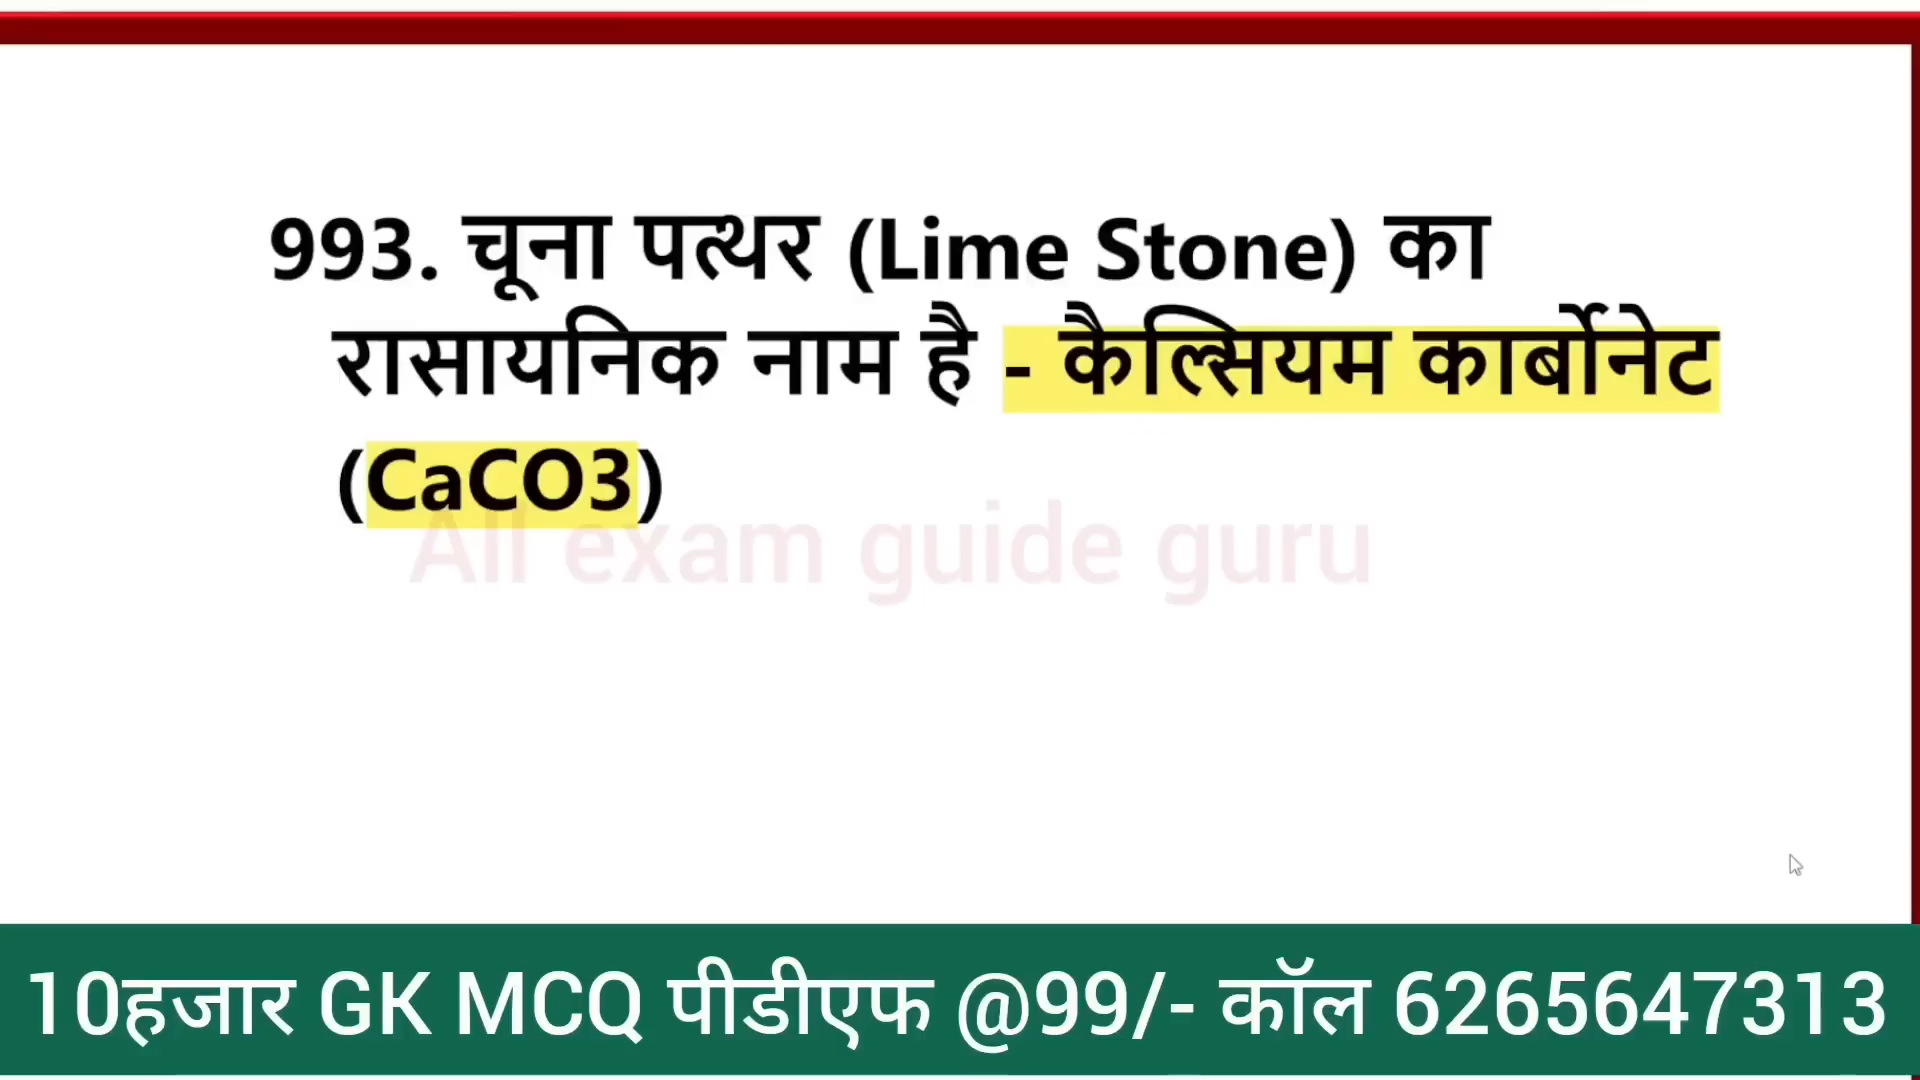 993. चूना पत्थर (Lime Stone) का
रासायनिक नाम है - कैल्सियम कार्बोनेट
(CaCO3)
All exam guide guru
10हजार GK MCQ पीडीएफ @99/- कॉल 6265647313